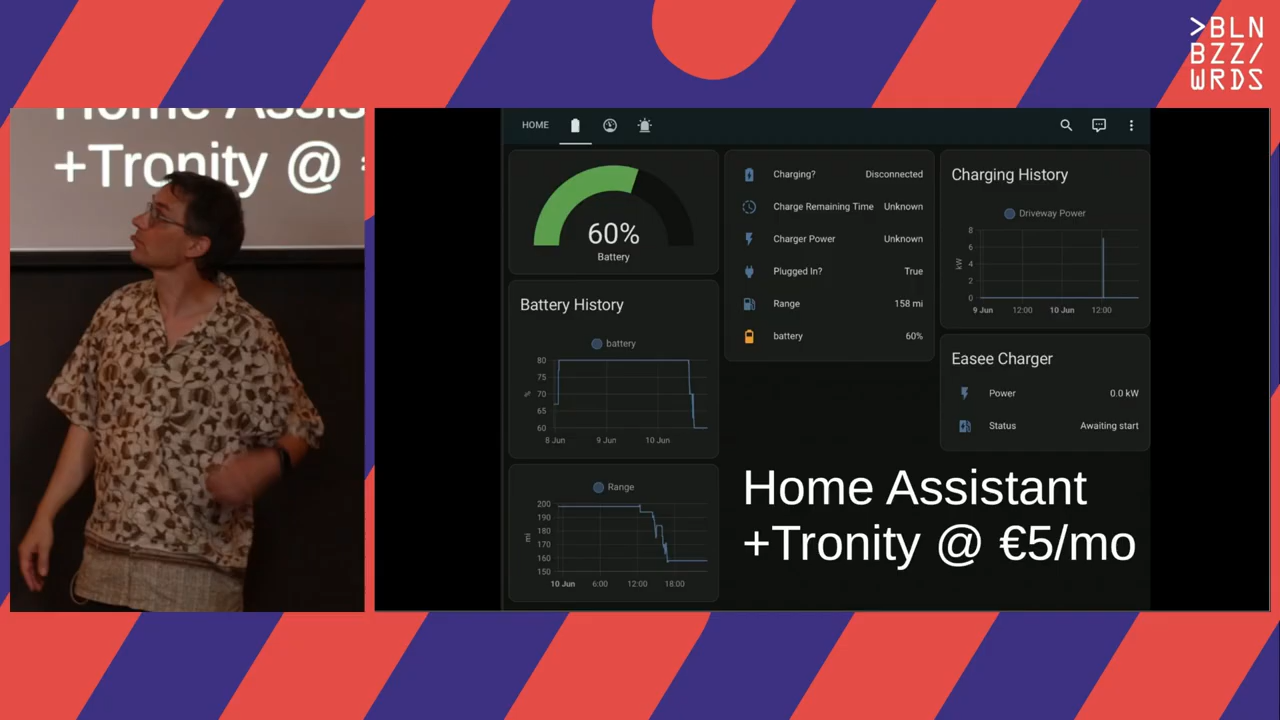 >BLN
BZZ/
WRDS
Home Assis
+Tronity @
HOME
60%
Battery
Battery History
battery
80
75
70
65
60
%
8 Jun
9 Jun
10 Jun
Range
200
190
180
170
160
150
mi
10 Jun
6:00
12:00
18:00
Charging? Disconnected
Charge Remaining Time Unknown
Charger Power Unknown
Plugged In? True
Range 158 mi
battery 60%
Charging History
Driveway Power
8
6
4
2
0
kW
9 Jun
12:00
10 Jun
12:00
Easee Charger
Power 0.0 kW
Status Awaiting start
Home Assistant
+Tronity @ €5/mo